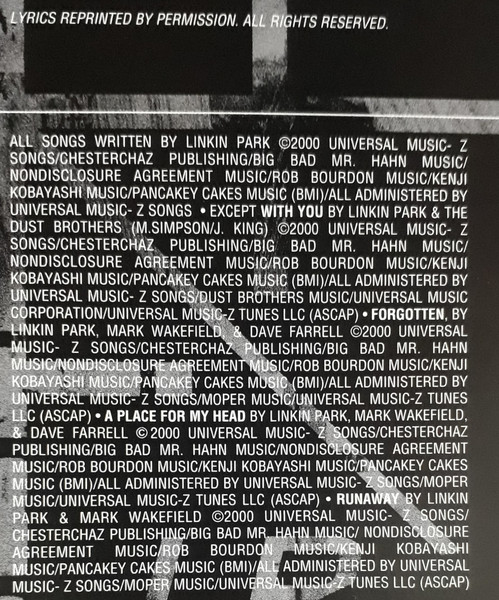 LYRICS REPRINTED BY PERMISSION. ALL RIGHTS RESERVED.
ALL SONGS WRITTEN BY LINKIN PARK ©2000 UNIVERSAL MUSIC- Z
SONGS/CHESTERCHAZ PUBLISHING/BIG BAD MR. HAHN MUSIC/
NONDISCLOSURE AGREEMENT MUSIC/ROB BOURDON MUSIC/KENJI
KOBAYASHI MUSIC/PANCAKEY CAKES MUSIC (BMI)/ALL ADMINISTERED BY
UNIVERSAL MUSIC- Z SONGS • EXCEPT WITH YOU BY LINKIN PARK & THE
DUST BROTHERS (M.SIMPSON/J. KING) ©2000 UNIVERSAL MUSIC- Z
SONGS/CHESTERCHAZ PUBLISHING/BIG BAD MR. HAHN MUSIC/
NONDISCLOSURE AGREEMENT MUSIC/ROB BOURDON MUSIC/KENJI
KOBAYASHI MUSIC/PANCAKEY CAKES MUSIC (BMI)/ALL ADMINISTERED BY
UNIVERSAL MUSIC- Z SONGS/DUST BROTHERS MUSIC/UNIVERSAL MUSIC
CORPORATION/UNIVERSAL MUSIC-Z TUNES LLC (ASCAP) • FORGOTTEN, BY
LINKIN PARK, MARK WAKEFIELD & DAVE FARRELL ©2000 UNIVERSAL
MUSIC- Z SONGS/CHESTERCHAZ PUBLISHING/BIG BAD MR. HAHN
MUSIC/NONDISCLOSURE AGREEMENT MUSIC/ROB BOURDON MUSIC/KENJI
KOBAYASHI MUSIC/PANCAKEY CAKES MUSIC (BMI)/ALL ADMINISTERED BY
UNIVERSAL MUSIC- Z SONGS/MOPER MUSIC/UNIVERSAL MUSIC-Z TUNES
LLC (ASCAP) • A PLACE FOR MY HEAD BY LINKIN PARK, MARK WAKEFIELD,
& DAVE FARRELL ©2000 UNIVERSAL MUSIC- Z SONGS/CHESTERCHAZ
PUBLISHING/BIG BAD MR. HAHN MUSIC/NONDISCLOSURE AGREEMENT
MUSIC/ROB BOURDON MUSIC/KENJI KOBAYASHI MUSIC/PANCAKEY CAKES
MUSIC (BMI)/ALL ADMINISTERED BY UNIVERSAL MUSIC- Z SONGS/MOPER
MUSIC/UNIVERSAL MUSIC-Z TUNES LLC (ASCAP) • RUNAWAY BY LINKIN
PARK & MARK WAKEFIELD ©2000 UNIVERSAL MUSIC- Z SONGS/
CHESTERCHAZ PUBLISHING/BIG BAD MR. HAHN MUSIC/ NONDISCLOSURE
AGREEMENT MUSIC/ROB BOURDON MUSIC/KENJI KOBAYASHI
MUSIC/PANCAKEY CAKES MUSIC (BMI)/ALL ADMINISTERED BY UNIVERSAL
MUSIC- Z SONGS/MOPER MUSIC/UNIVERSAL MUSIC-Z TUNES LLC (ASCAP)